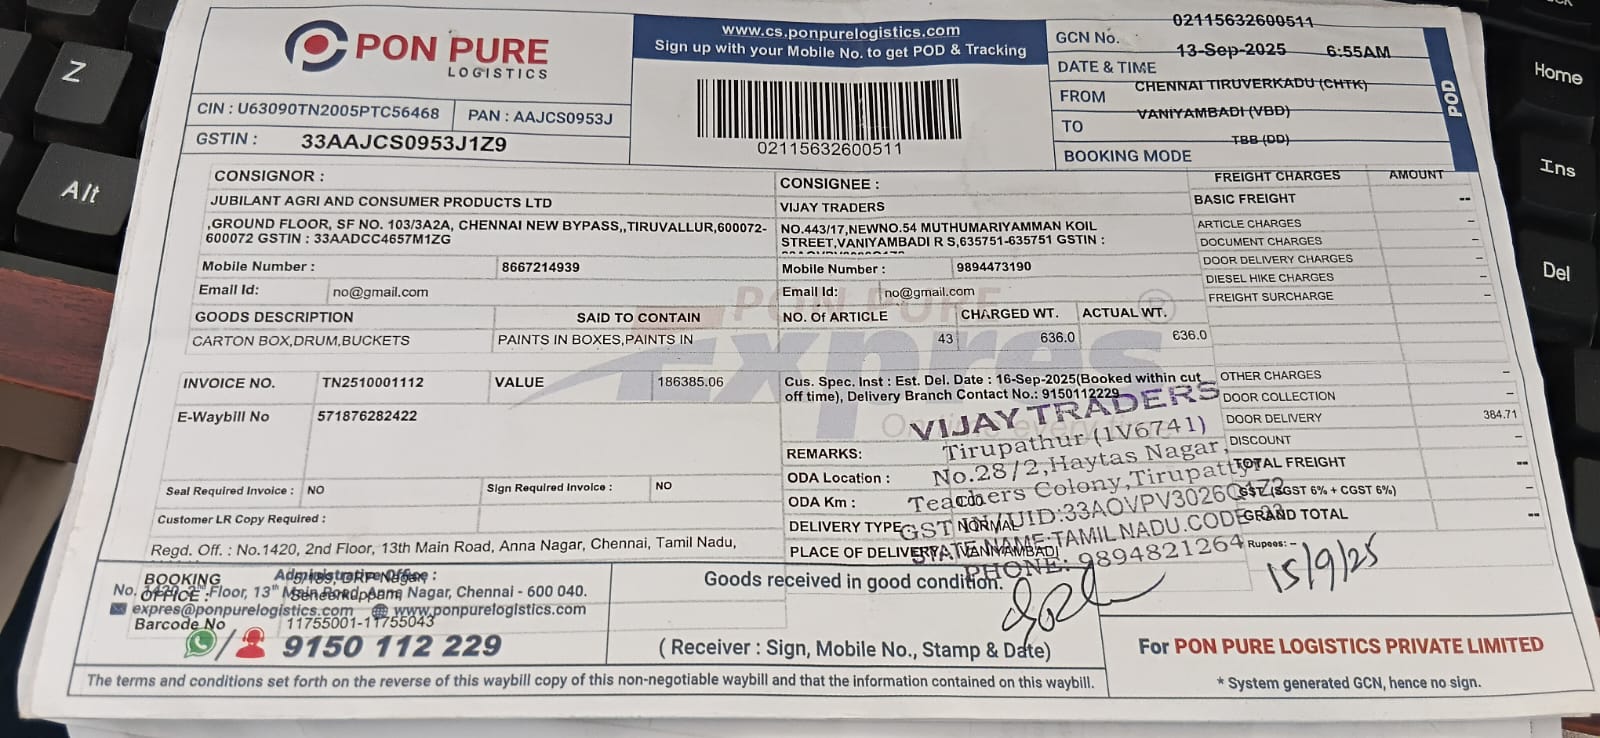 PON PURE
LOGISTICS
CIN : U63090TN2005PTC56468
PAN : AAJCS0953J
GSTIN : 33AAJCS0953J1Z9
www.cs.ponpurelogistics.com
Sign up with your Mobile No. to get POD & Tracking
02115632600511
GCN No. 02115632600511
DATE & TIME 13-Sep-2025 6:55AM
FROM CHENNAI TIRUVERKADU (CHTK)
TO VANIYAMBADI (VBD)
BOOKING MODE TBB (DD)
POD
CONSIGNOR :
JUBILANT AGRI AND CONSUMER PRODUCTS LTD
,GROUND FLOOR, SF NO. 103/3A2A, CHENNAI NEW BYPASS,,TIRUVALLUR,600072-
600072 GSTIN : 33AADCC4657M1ZG
Mobile Number : 8667214939
Email Id: no@gmail.com
CONSIGNEE :
VIJAY TRADERS
NO.443/17,NEWNO.54 MUTHUMARIYAMMAN KOIL
STREET,VANIYAMBADI R S,635751-635751 GSTIN :
Mobile Number : 9894473190
Email Id: no@gmail.com
FREIGHT CHARGES AMOUNT
BASIC FREIGHT --
ARTICLE CHARGES –
DOCUMENT CHARGES –
DOOR DELIVERY CHARGES –
DIESEL HIKE CHARGES –
FREIGHT SURCHARGE –
GOODS DESCRIPTION SAID TO CONTAIN NO. Of ARTICLE CHARGED WT. ACTUAL WT.
CARTON BOX,DRUM,BUCKETS PAINTS IN BOXES,PAINTS IN 43 636.0 636.0
PON PURE
Expres
®
INVOICE NO. TN2510001112 VALUE 186385.06
E-Waybill No 571876282422
Cus. Spec. Inst : Est. Del. Date : 16-Sep-2025(Booked within cut
off time), Delivery Branch Contact No.: 9150112229
OTHER CHARGES –
DOOR COLLECTION –
DOOR DELIVERY 384.71
DISCOUNT –
TOTAL FREIGHT --
GST (SGST 6% + CGST 6%) –
GRAND TOTAL --
Rupees: –
REMARKS:
ODA Location :
ODA Km :
DELIVERY TYPE NORMAL
PLACE OF DELIVERY VANIYAMBADI
VIJAY TRADERS
Tirupathur (1V6741)
No.28/2,Haytas Nagar,
Teachers Colony,Tirupattur
GST IN/UID:33AOVPV3026Q1Z3
STATE NAME-TAMIL NADU.CODE-33
PHONE: 9894821264
15/9/25
Seal Required Invoice : NO
Sign Required Invoice : NO
Customer LR Copy Required :
Regd. Off. : No.1420, 2nd Floor, 13th Main Road, Anna Nagar, Chennai, Tamil Nadu,
BOOKING
OFFICE :
Administrative Office :
Seneerkuppam
Floor, 13th Main Road, Anna Nagar, Chennai - 600 040.
expres@ponpurelogistics.com www.ponpurelogistics.com
Barcode No 11755001-11755043
9150 112 229
Goods received in good condition.
( Receiver : Sign, Mobile No., Stamp & Date)
For PON PURE LOGISTICS PRIVATE LIMITED
* System generated GCN, hence no sign.
The terms and conditions set forth on the reverse of this waybill copy of this non-negotiable waybill and that the information contained on this waybill.
Z
Alt
Home
Ins
Del